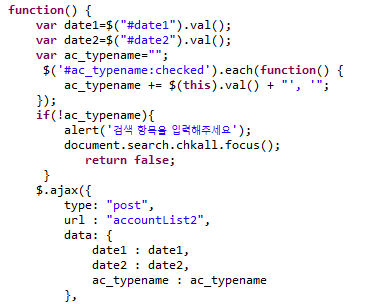 function() {
var date1=$("#date1").val();
var date2=$("#date2").val();
var ac_typename="";
$('#ac_typename:checked').each(function() {
ac_typename += $(this).val() + "', '";
});
if(!ac_typename){
alert('검색 항목을 입력해주세요');
document.search.chkall.focus();
return false;
}
$.ajax({
type: "post",
url : "accountList2",
data: {
date1 : date1,
date2 : date2,
ac_typename : ac_typename
},